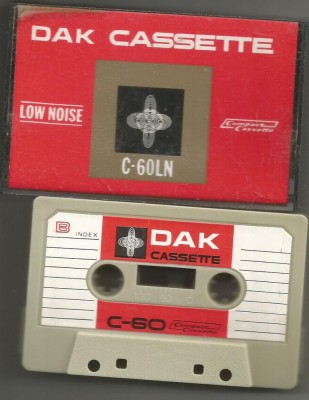 DAK CASSETTE
LOW NOISE
Compact Cassette
C-60LN
B INDEX
DAK
CASSETTE
C-60
Compact Cassette